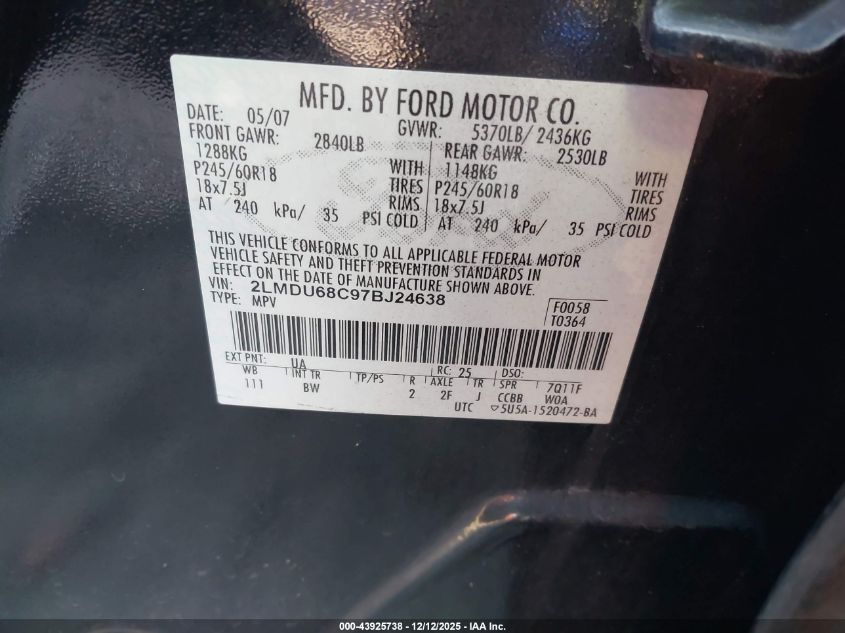 MFD. BY FORD MOTOR CO.
DATE: 05/07 GVWR: 5370LB/ 2436KG
FRONT GAWR: 2840LB REAR GAWR: 2530LB
1288KG WITH 1148KG WITH
P245/60R18 TIRES P245/60R18 TIRES
18x7.5J RIMS 18x7.5J RIMS
AT 240 kPa/ 35 PSI COLD AT 240 kPa/ 35 PSI COLD
THIS VEHICLE CONFORMS TO ALL APPLICABLE FEDERAL MOTOR
VEHICLE SAFETY AND THEFT PREVENTION STANDARDS IN
EFFECT ON THE DATE OF MANUFACTURE SHOWN ABOVE.
VIN: 2LMDU68C97BJ24638
TYPE: MPV F0058
T0364
EXT PNT: UA RC: 25 DSO:
WB INT TR TP/PS R AXLE TR SPR 7Q11F
111 BW 2 2F J CCBB W0A
UTC 5U5A-1520472-BA
Ford
000-43925738 - 12/12/2025 - IAA Inc.